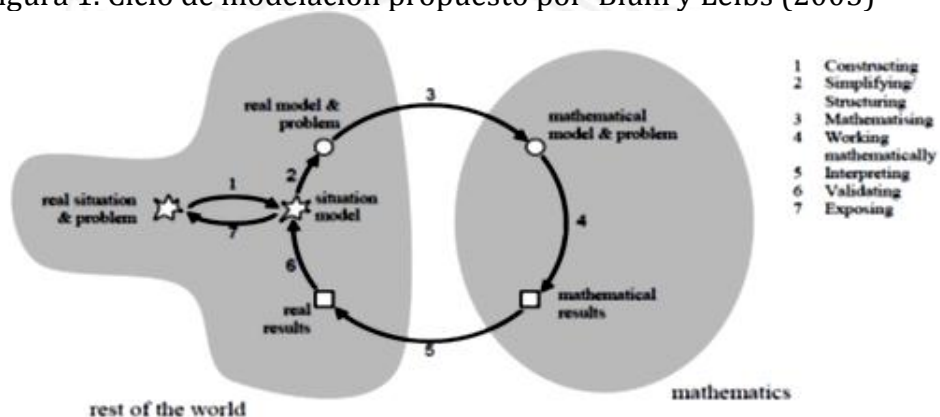 igura 1. Ciclo de modelación propuesto por Blum y Leibs (2005)
real model &
problem
3
mathematical
model & problem
1 Constructing
2 Simplifying/
Structuring
3 Mathematising
4 Working
mathematically
5 Interpreting
6 Validating
7 Exposing
real situation
& problem
1
2
situation
model
7
4
6
real
results
mathematical
results
5
rest of the world
mathematics